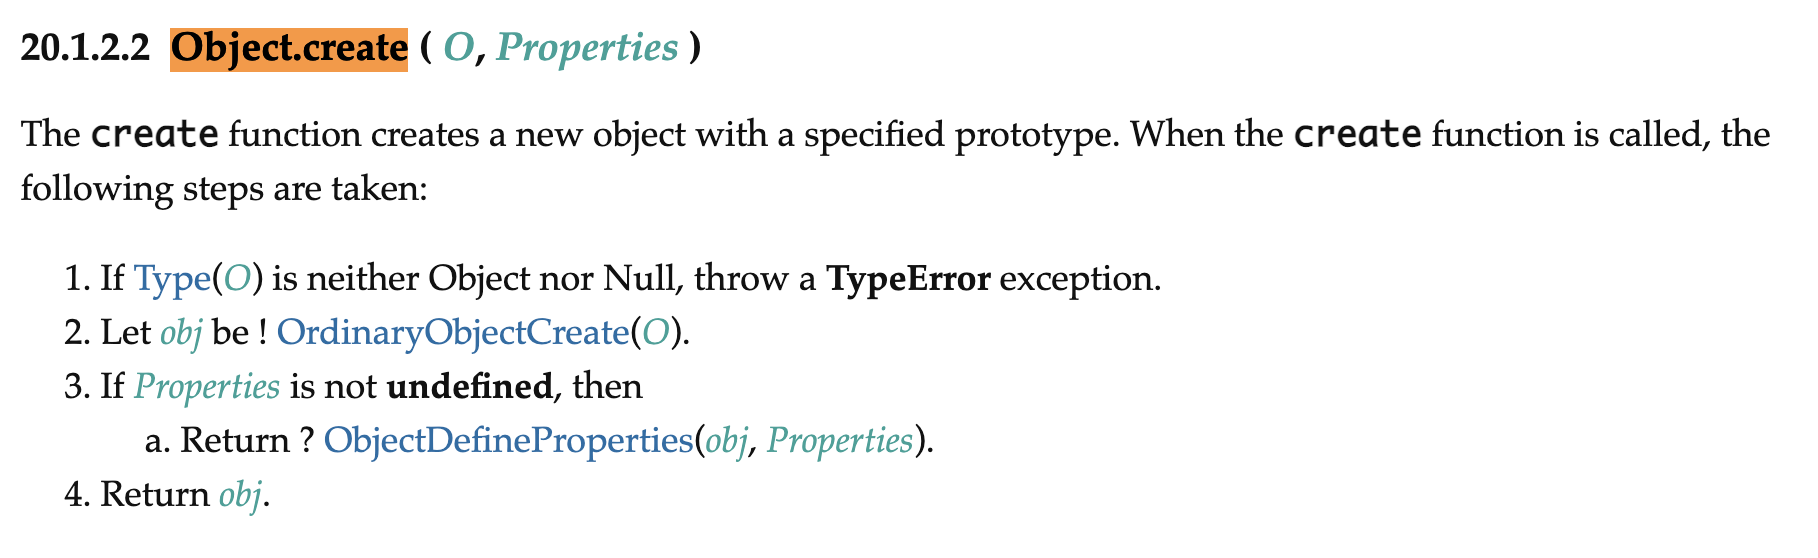 20.1.2.2 Object.create ( O, Properties )
The create function creates a new object with a specified prototype. When the create function is called, the
following steps are taken:
1. If Type(O) is neither Object nor Null, throw a TypeError exception.
2. Let obj be ! OrdinaryObjectCreate(O).
3. If Properties is not undefined, then
a. Return ? ObjectDefineProperties(obj, Properties).
4. Return obj.